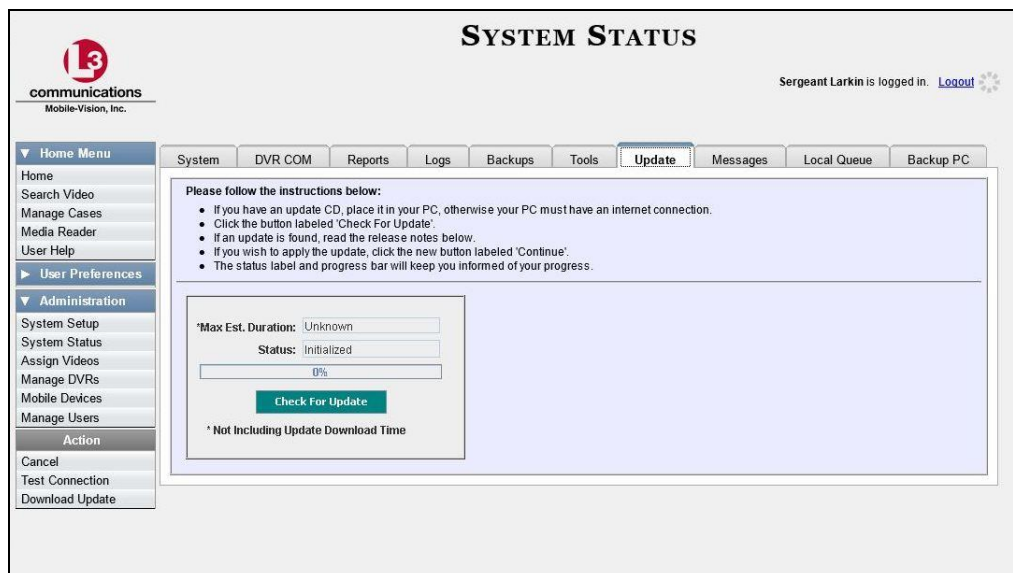 SYSTEM STATUS
L3
communications
Mobile-Vision, Inc.
Sergeant Larkin is logged in. Logout
Home Menu
Home
Search Video
Manage Cases
Media Reader
User Help
User Preferences
Administration
System Setup
System Status
Assign Videos
Manage DVRs
Mobile Devices
Manage Users
Action
Cancel
Test Connection
Download Update
System DVR COM Reports Logs Backups Tools Update Messages Local Queue Backup PC
Please follow the instructions below:
• If you have an update CD, place it in your PC, otherwise your PC must have an internet connection.
• Click the button labeled 'Check For Update'.
• If an update is found, read the release notes below.
• If you wish to apply the update, click the new button labeled 'Continue'.
• The status label and progress bar will keep you informed of your progress.
*Max Est. Duration: Unknown
Status: Initialized
0%
Check For Update
* Not Including Update Download Time